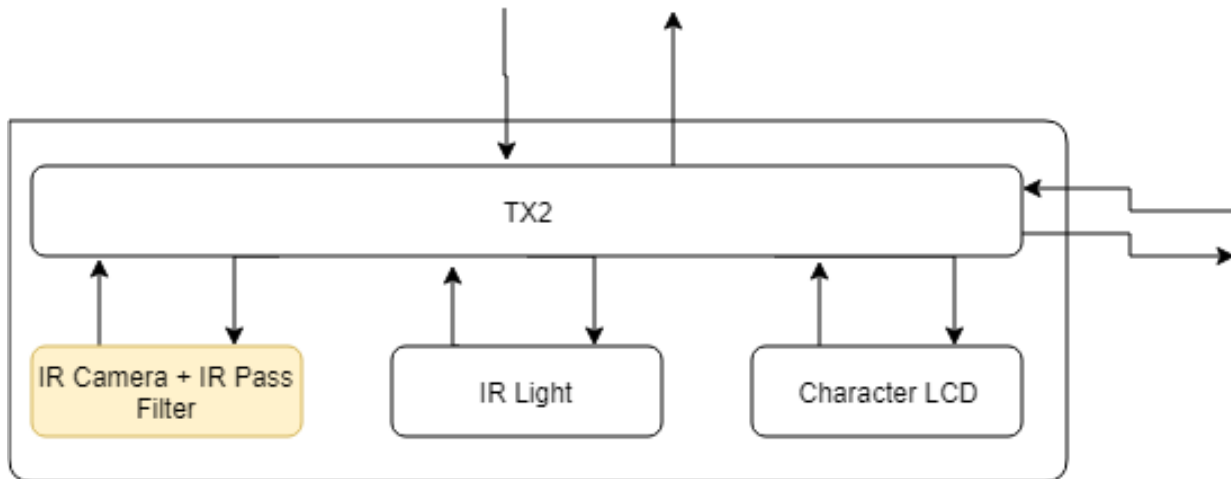 TX2
IR Camera + IR Pass
Filter
IR Light
Character LCD